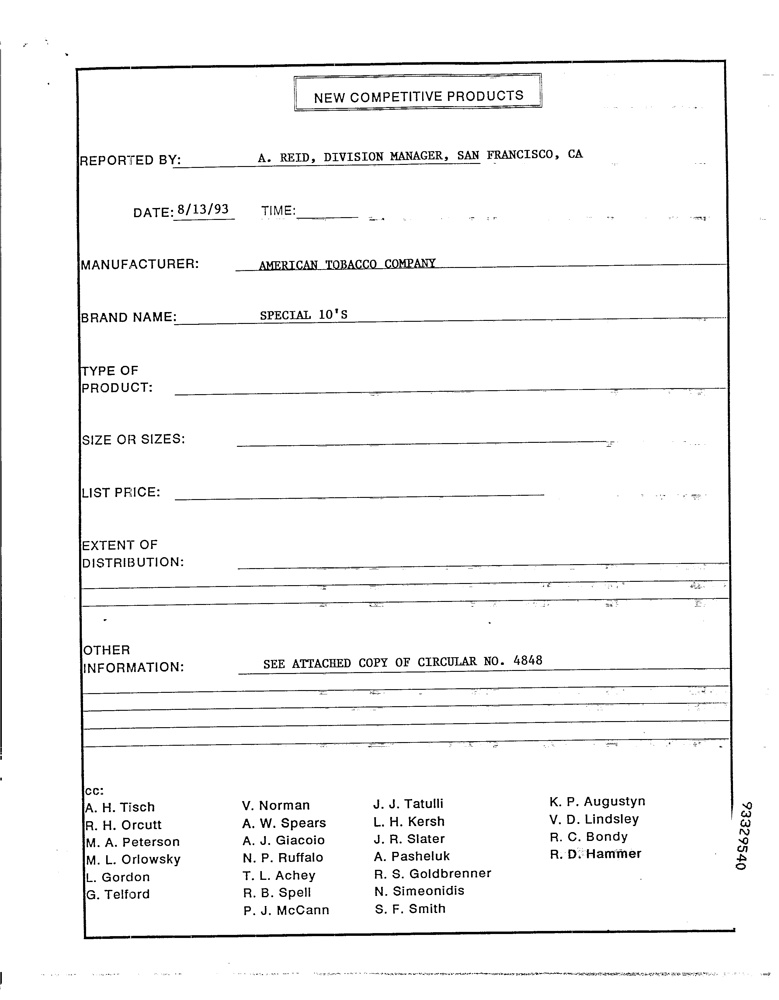 NEW COMPETITIVE PRODUCTS
REPORTED BY: A. REID, DIVISION MANAGER, SAN FRANCISCO, CA
DATE: 8/13/93 TIME:
MANUFACTURER: AMERICAN TOBACCO COMPANY
BRAND NAME: SPECIAL 10'S
TYPE OF
PRODUCT:
SIZE OR SIZES:
LIST PRICE:
EXTENT OF
DISTRIBUTION:
OTHER
INFORMATION: SEE ATTACHED COPY OF CIRCULAR NO. 4848
cc:
A. H. Tisch
R. H. Orcutt
M. A. Peterson
M. L. Orlowsky
L. Gordon
G. Telford
V. Norman
A. W. Spears
A. J. Giacoio
N. P. Ruffalo
T. L. Achey
R. B. Spell
P. J. McCann
J. J. Tatulli
L. H. Kersh
J. R. Slater
A. Pasheluk
R. S. Goldbrenner
N. Simeonidis
S. F. Smith
K. P. Augustyn
V. D. Lindsley
R. C. Bondy
R. D. Hammer
93329540